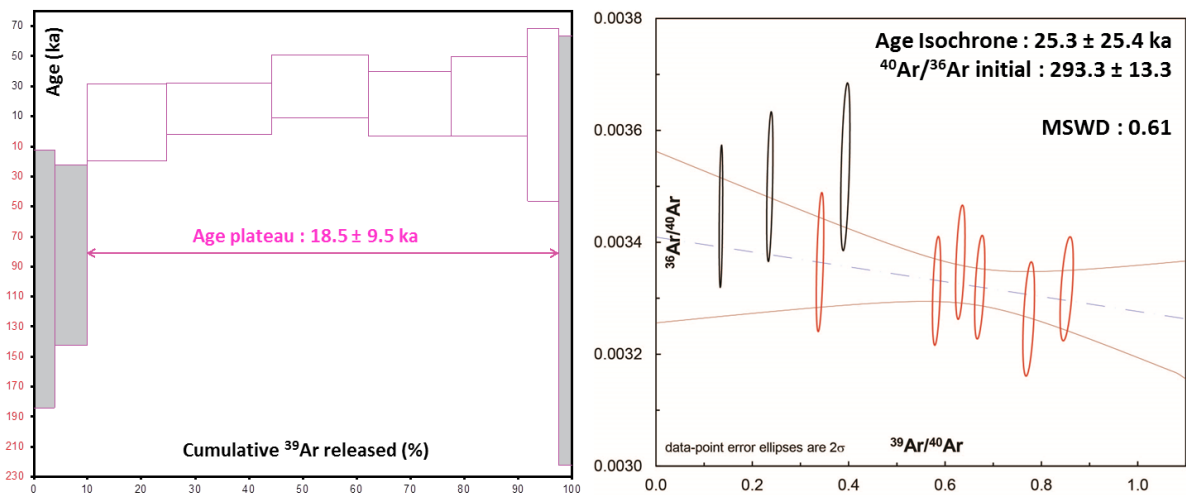 70
50
30
10
10
30
50
70
90
110
130
150
170
190
210
230
Age (ka)
Age plateau : 18.5 ± 9.5 ka
Cumulative ³⁹Ar released (%)
0 10 20 30 40 50 60 70 80 90 100
0.0038
0.0036
0.0034
0.0032
0.0030
³⁶Ar/⁴⁰Ar
Age Isochrone : 25.3 ± 25.4 ka
⁴⁰Ar/³⁶Ar initial : 293.3 ± 13.3
MSWD : 0.61
data-point error ellipses are 2σ
³⁹Ar/⁴⁰Ar
0.0 0.2 0.4 0.6 0.8 1.0